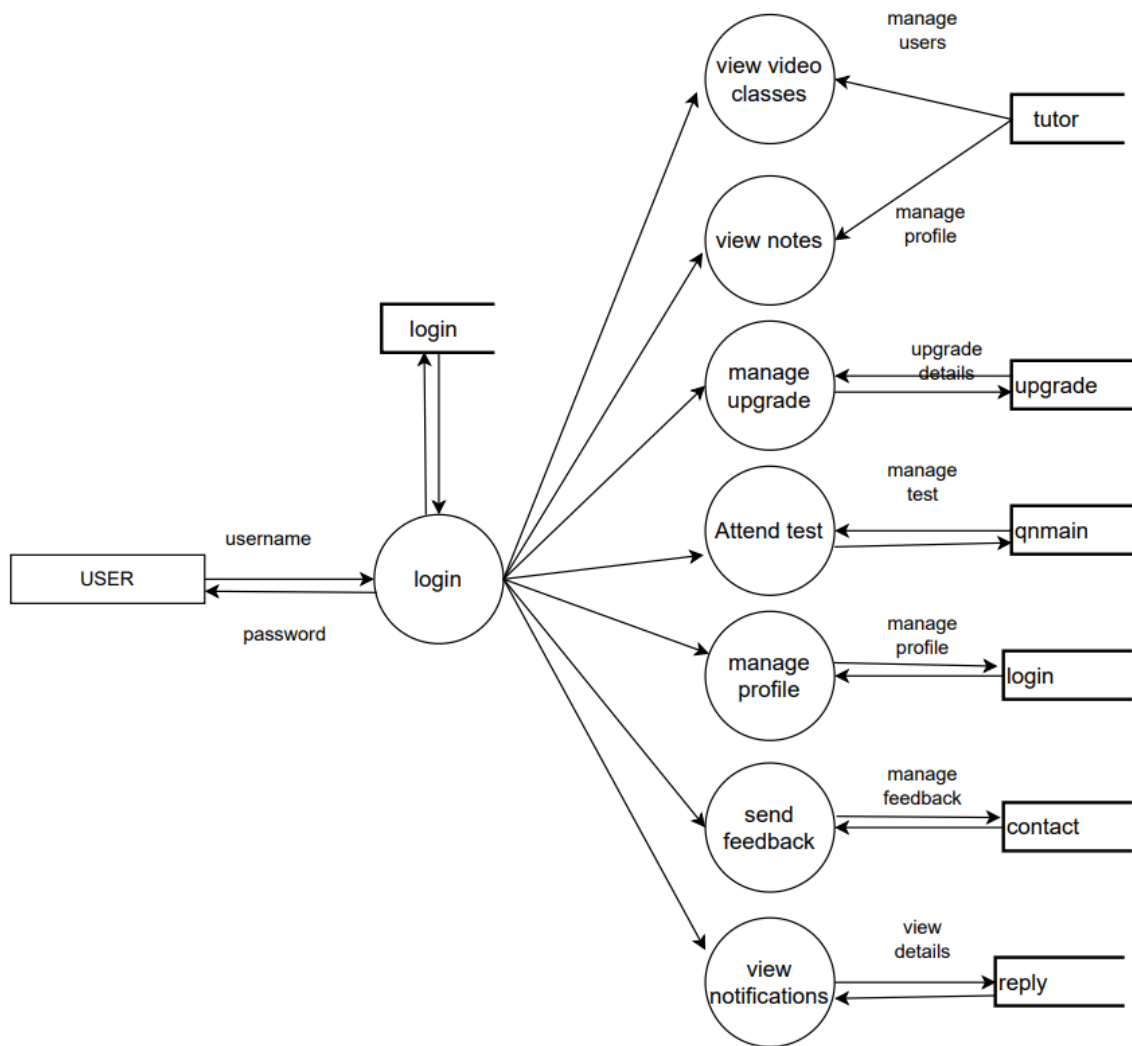 manage
users
view video
classes
tutor
manage
profile
view notes
login
upgrade
details
manage
upgrade
upgrade
manage
test
Attend test
qnmain
username
USER
login
password
manage
profile
manage
profile
login
manage
feedback
send
feedback
contact
view
details
view
notifications
reply